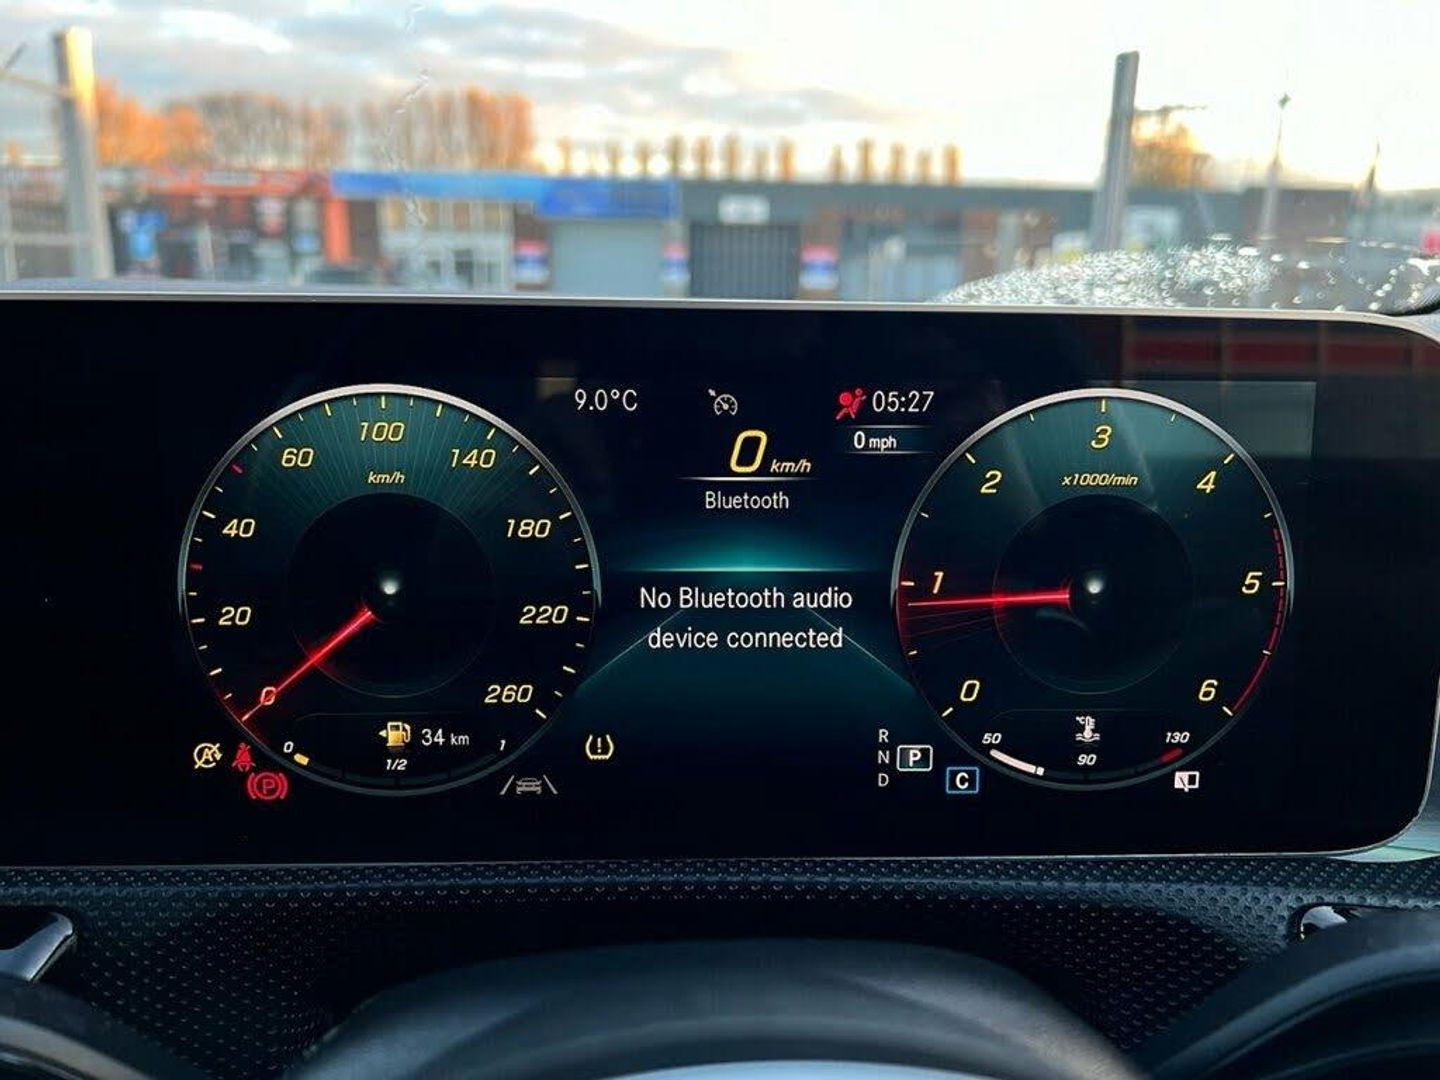 9.0°C
05:27
0 mph
0 km/h
Bluetooth
No Bluetooth audio
device connected
0
20
40
60
100
140
180
220
260
km/h
34 km
0
1/2
1
A
P
R
N
P
D
C
0
1
2
3
4
5
6
x1000/min
50
°C
90
130